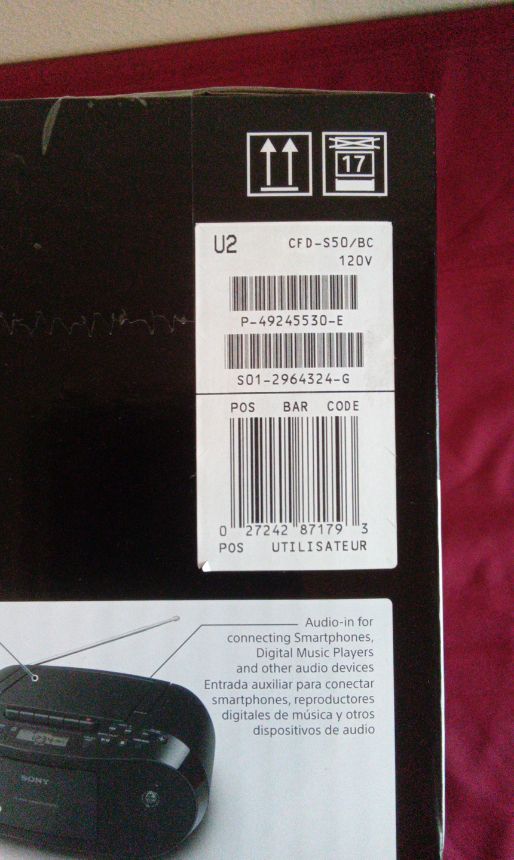 17
U2 CFD-S50/BC
120V
P-49245530-E
S01-2964324-G
POS BAR CODE
0 27242 87179 3
POS UTILISATEUR
Audio-in for
connecting Smartphones,
Digital Music Players
and other audio devices
Entrada auxiliar para conectar
smartphones, reproductores
digitales de música y otros
dispositivos de audio
SONY